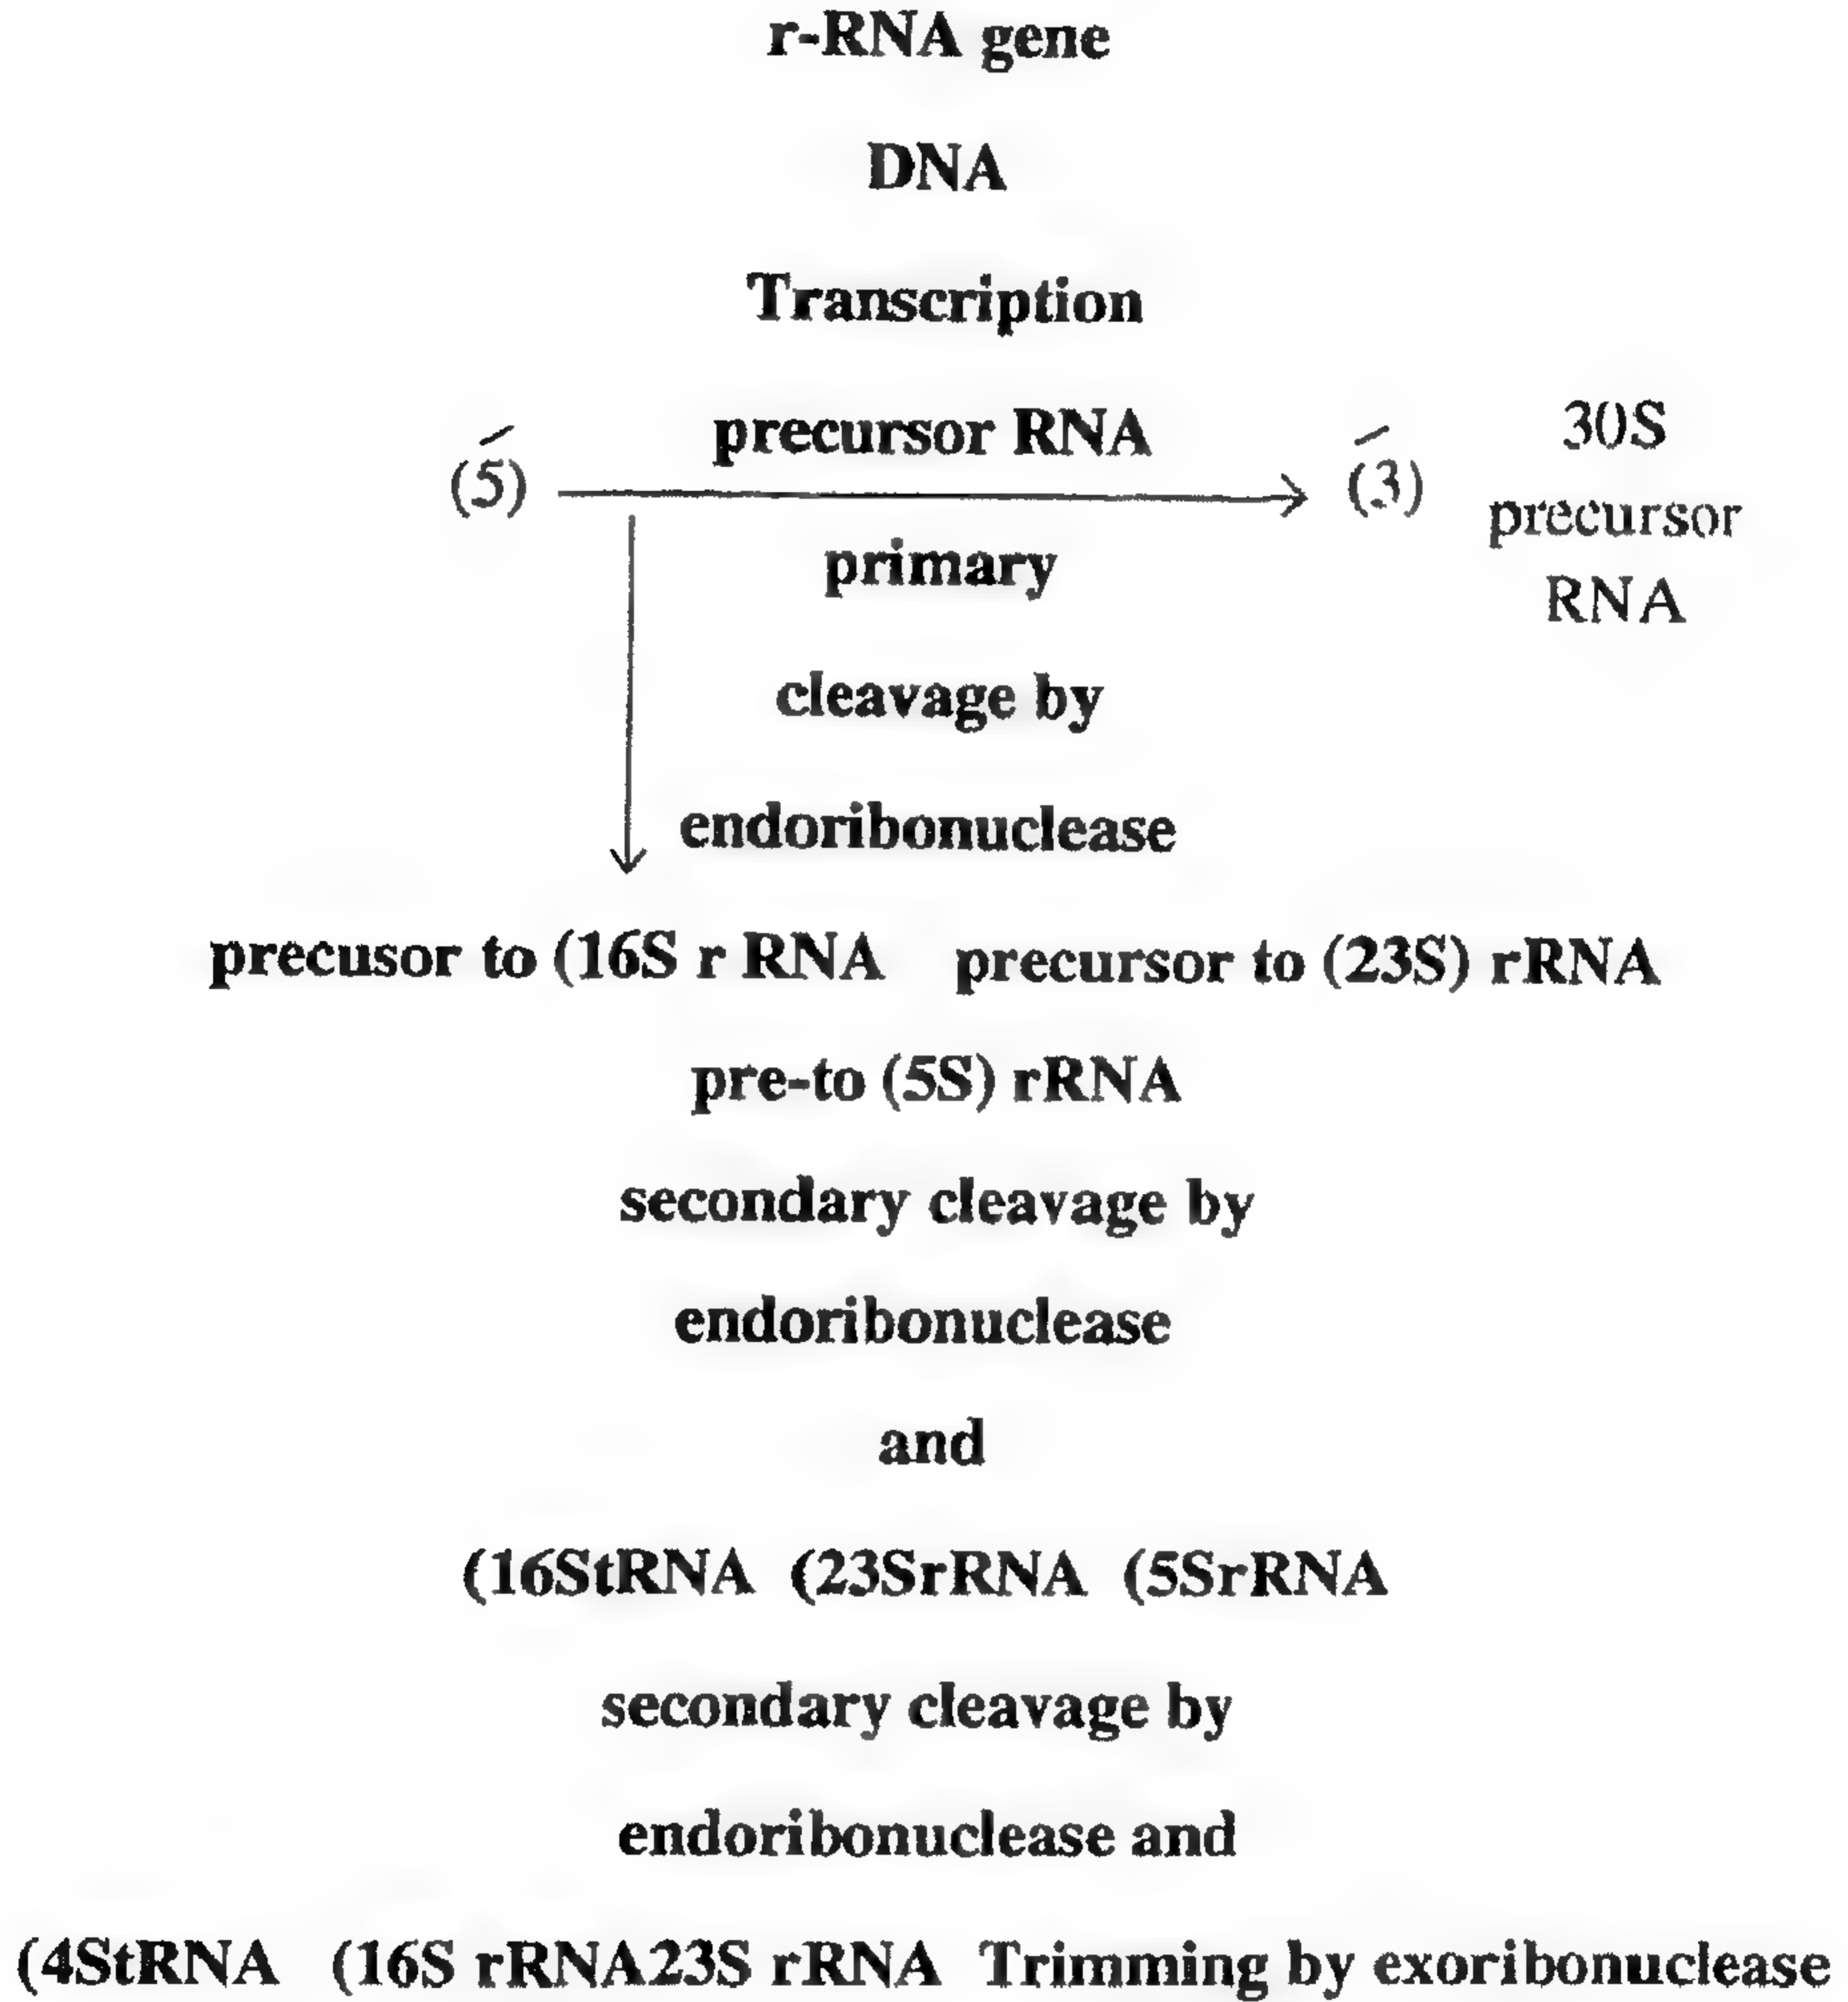 r-RNA gene
DNA
Transcription
precursor RNA
(5́) (3́)
30S
precursor
RNA
primary
cleavage by
endoribonuclease
precusor to (16S r RNA precursor to (23S) rRNA
pre-to (5S) rRNA
secondary cleavage by
endoribonuclease
and
(16StRNA (23SrRNA (5SrRNA
secondary cleavage by
endoribonuclease and
(4StRNA (16S rRNA23S rRNA Trimming by exoribonuclease